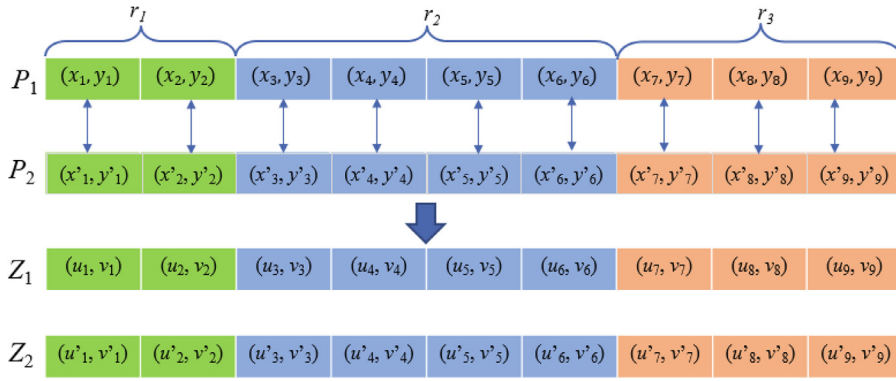 r₁ r₂ r₃
P₁ (x₁, y₁) (x₂, y₂) (x₃, y₃) (x₄, y₄) (x₅, y₅) (x₆, y₆) (x₇, y₇) (x₈, y₈) (x₉, y₉)
P₂ (x'₁, y'₁) (x'₂, y'₂) (x'₃, y'₃) (x'₄, y'₄) (x'₅, y'₅) (x'₆, y'₆) (x'₇, y'₇) (x'₈, y'₈) (x'₉, y'₉)
Z₁ (u₁, v₁) (u₂, v₂) (u₃, v₃) (u₄, v₄) (u₅, v₅) (u₆, v₆) (u₇, v₇) (u₈, v₈) (u₉, v₉)
Z₂ (u'₁, v'₁) (u'₂, v'₂) (u'₃, v'₃) (u'₄, v'₄) (u'₅, v'₅) (u'₆, v'₆) (u'₇, v'₇) (u'₈, v'₈) (u'₉, v'₉)